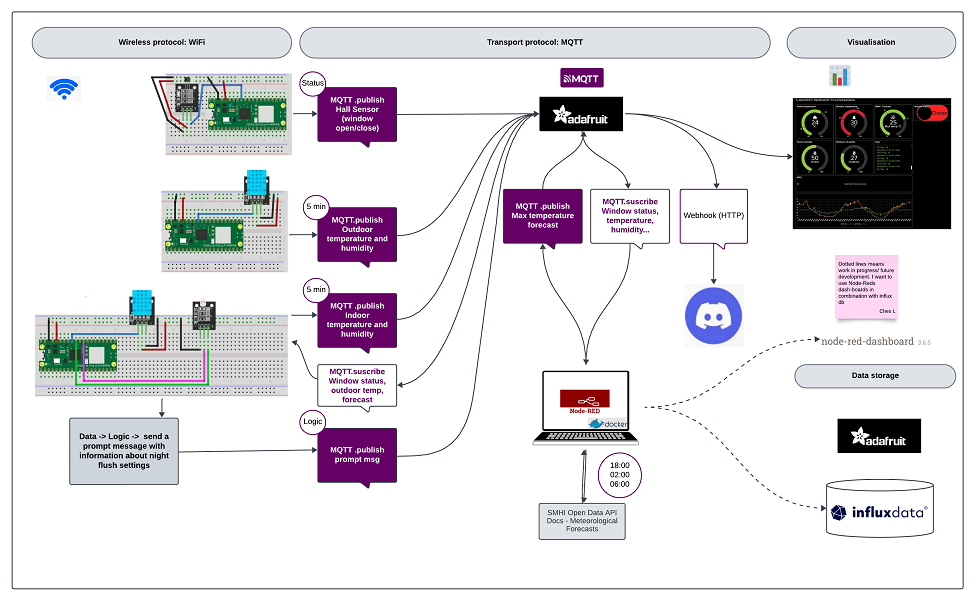 Wireless protocol: WiFi
Transport protocol: MQTT
Visualisation
Status
MQTT .publish
Hall Sensor
(window
open/close)
MQTT
adafruit
5 min
MQTT.publish
Outdoor
temperature and
humidity
MQTT .publish
Max temperature
forecast
MQTT.suscribe
Window status,
temperature,
humidity...
Webhook (HTTP)
5 min
MQTT .publish
Indoor
temperature and
humidity
Dotted lines means
work in progress/ future
development. I want to
use Node-Reds
dash-boards in
combination with influx
db
Ches L
node-red-dashboard 3.6.5
MQTT.suscribe
Window status,
outdoor temp,
forecast
Data storage
Node-RED
docker
Logic
MQTT .publish
prompt msg
Data -> Logic -> send a
prompt message with
information about night
flush settings
adafruit
18:00
02:00
06:00
SMHI Open Data API
Docs - Meteorological
Forecasts
influxdata®